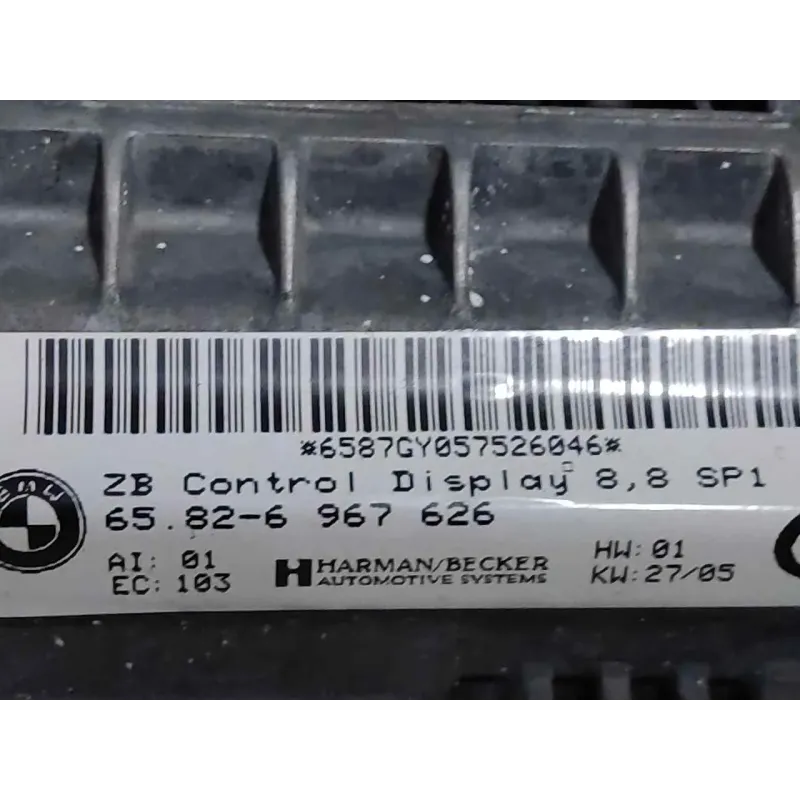 *6587GY057526046*
ZB Control Display 8,8 SP1
65.82-6 967 626
BMW
AI: 01
EC: 103
HARMAN/BECKER
AUTOMOTIVE SYSTEMS
HW: 01
KW: 27/05